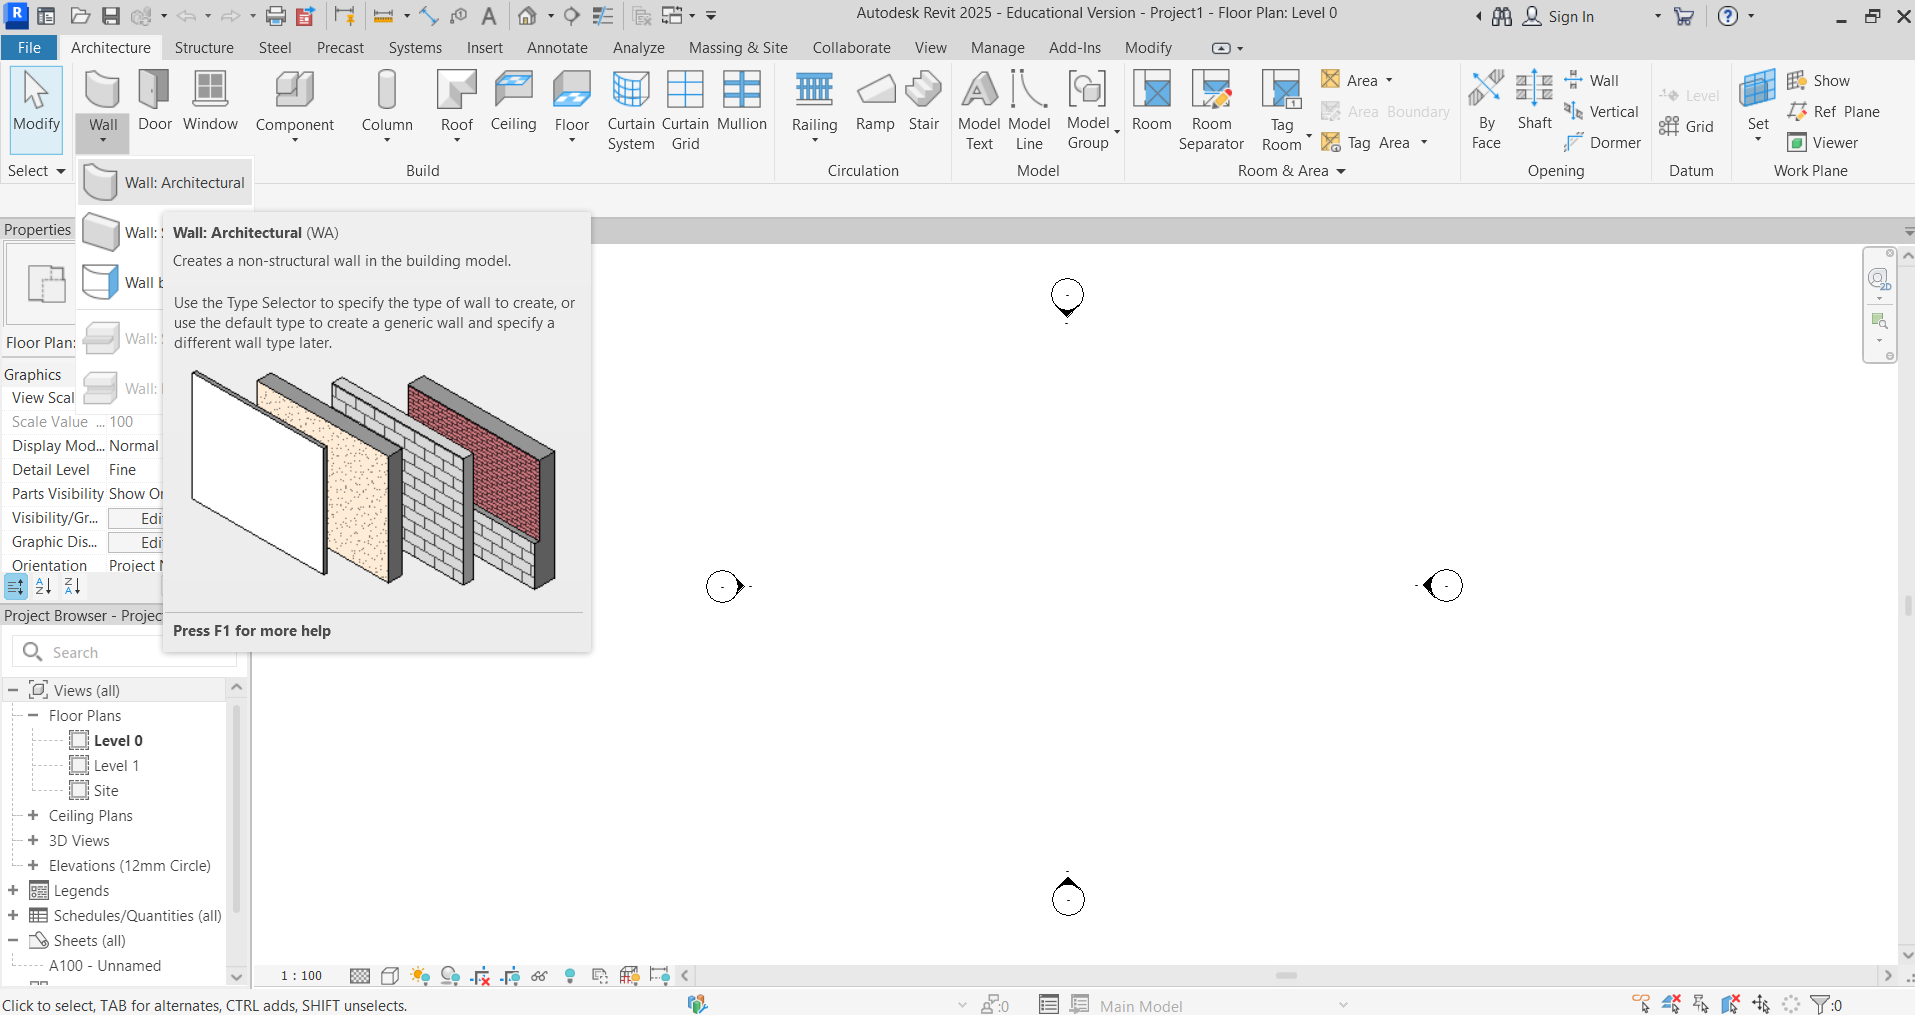 Autodesk Revit 2025 - Educational Version - Project1 - Floor Plan: Level 0
Sign In
File Architecture Structure Steel Precast Systems Insert Annotate Analyze Massing & Site Collaborate View Manage Add-Ins Modify
Modify
Wall
Door
Window
Component
Column
Roof
Ceiling
Floor
Curtain System
Curtain Grid
Mullion
Railing
Ramp
Stair
Model Text
Model Line
Model Group
Room
Room Separator
Tag Room
Area
Area Boundary
Tag Area
By Face
Shaft
Wall
Vertical
Dormer
Level
Grid
Set
Show
Ref Plane
Viewer
Select
Build
Circulation
Model
Room & Area
Opening
Datum
Work Plane
Wall: Architectural
Wall:
Wall
Wall:
Wall:
Wall: Architectural (WA)
Creates a non-structural wall in the building model.
Use the Type Selector to specify the type of wall to create, or
use the default type to create a generic wall and specify a
different wall type later.
Press F1 for more help
Properties
Floor Plan:
Graphics
View Scal
Scale Value ... 100
Display Mod... Normal
Detail Level Fine
Parts Visibility Show Or
Visibility/Gr... Edi
Graphic Dis... Edi
Orientation Project N
Project Browser - Projec
Search
Views (all)
Floor Plans
Level 0
Level 1
Site
Ceiling Plans
3D Views
Elevations (12mm Circle)
Legends
Schedules/Quantities (all)
Sheets (all)
A100 - Unnamed
1 : 100
Click to select, TAB for alternates, CTRL adds, SHIFT unselects.
:0
Main Model
:0